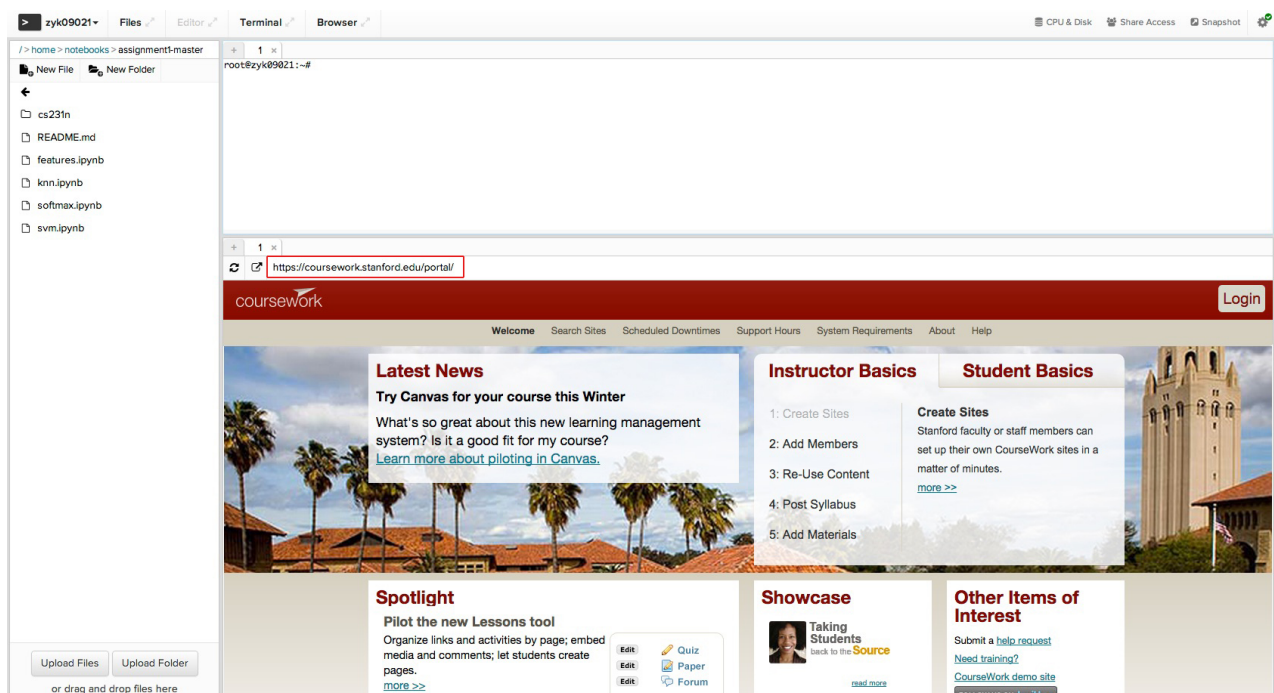 zyk09021
Files
Editor
Terminal
Browser
CPU & Disk
Share Access
Snapshot
/ > home > notebooks > assignment1-master
New File
New Folder
cs231n
README.md
features.ipynb
knn.ipynb
softmax.ipynb
svm.ipynb
Upload Files
Upload Folder
or drag and drop files here
+ 1 ×
root@zyk09021:~#
+ 1 ×
https://coursework.stanford.edu/portal/
coursework
Login
Welcome Search Sites Scheduled Downtimes Support Hours System Requirements About Help
Latest News
Try Canvas for your course this Winter
What's so great about this new learning management
system? Is it a good fit for my course?
Learn more about piloting in Canvas.
Instructor Basics
Student Basics
1: Create Sites
2: Add Members
3: Re-Use Content
4: Post Syllabus
5: Add Materials
Create Sites
Stanford faculty or staff members can
set up their own CourseWork sites in a
matter of minutes.
more >>
Spotlight
Pilot the new Lessons tool
Organize links and activities by page; embed
media and comments; let students create
pages.
more >>
Edit Quiz
Edit Paper
Edit Forum
Showcase
Taking
Students
back to the Source
read more
Other Items of
Interest
Submit a help request
Need training?
CourseWork demo site